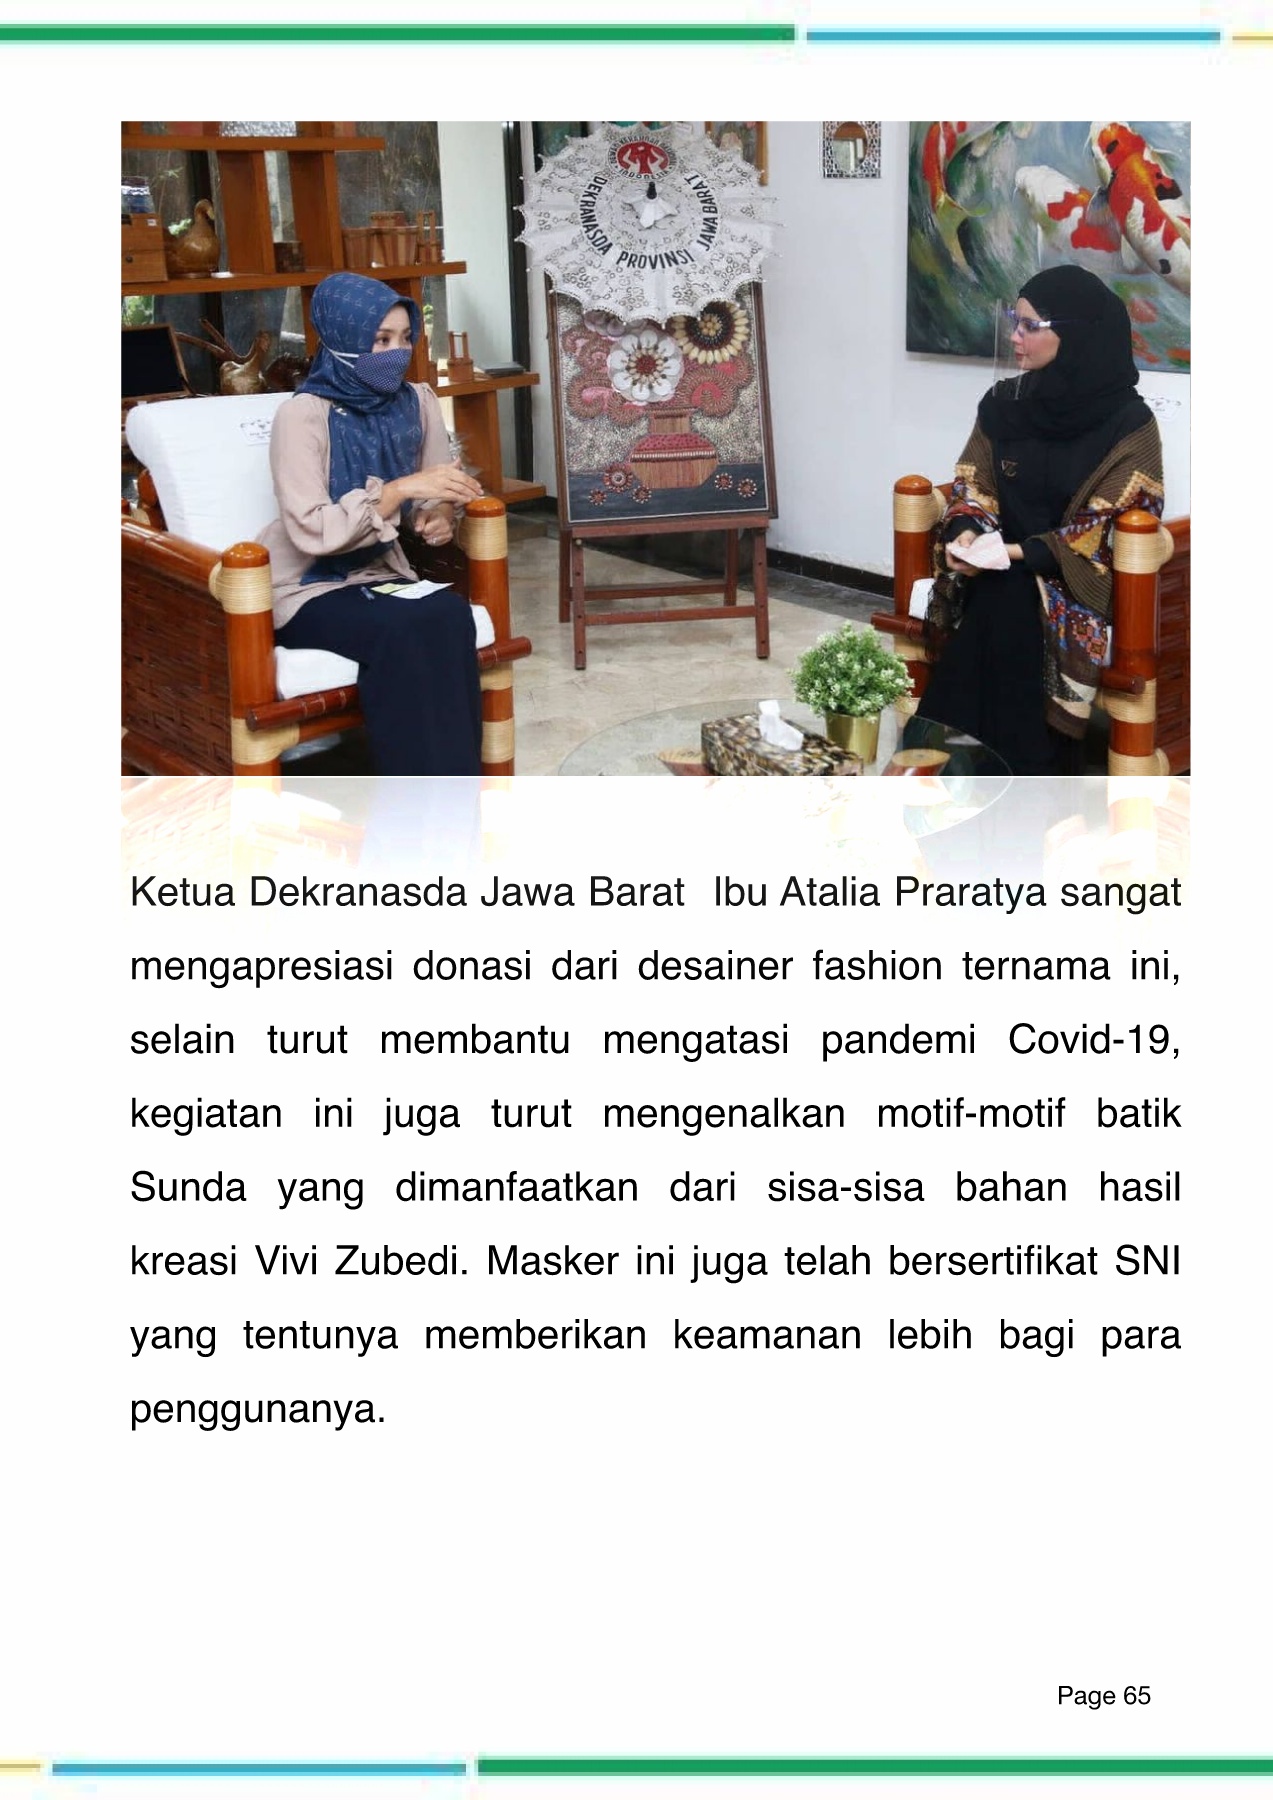 DEKRANASDA PROVINSI JAWA BARAT
Ketua Dekranasda Jawa Barat  Ibu Atalia Praratya sangat
mengapresiasi donasi dari desainer fashion ternama ini,
selain turut membantu mengatasi pandemi Covid-19,
kegiatan ini juga turut mengenalkan motif-motif batik
Sunda yang dimanfaatkan dari sisa-sisa bahan hasil
kreasi Vivi Zubedi. Masker ini juga telah bersertifikat SNI
yang tentunya memberikan keamanan lebih bagi para
penggunanya.
Page 65